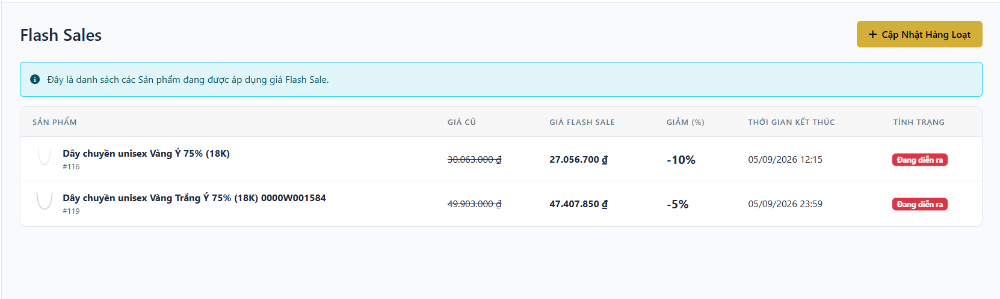 Flash Sales
+ Cập Nhật Hàng Loạt
Đây là danh sách các Sản phẩm đang được áp dụng giá Flash Sale.
SẢN PHẨM GIÁ CŨ GIÁ FLASH SALE GIẢM (%) THỜI GIAN KẾT THÚC TÌNH TRẠNG
Dây chuyền unisex Vàng Ý 75% (18K)
#116
30.063.000 ₫ 27.056.700 ₫ -10% 05/09/2026 12:15 Đang diễn ra
Dây chuyền unisex Vàng Trắng Ý 75% (18K) 0000W001584
#119
49.903.000 ₫ 47.407.850 ₫ -5% 05/09/2026 23:59 Đang diễn ra